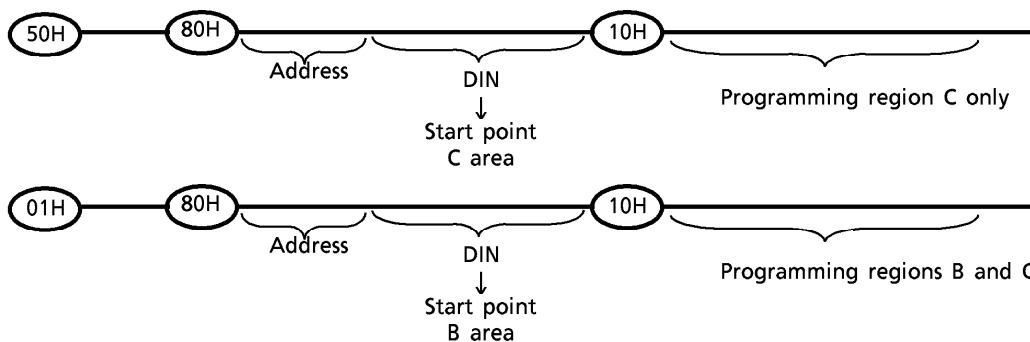 50H 80H 10H
Address DIN
Programming region C only
Start point
C area
01H 80H 10H
Address DIN
Programming regions B and C
Start point
B area